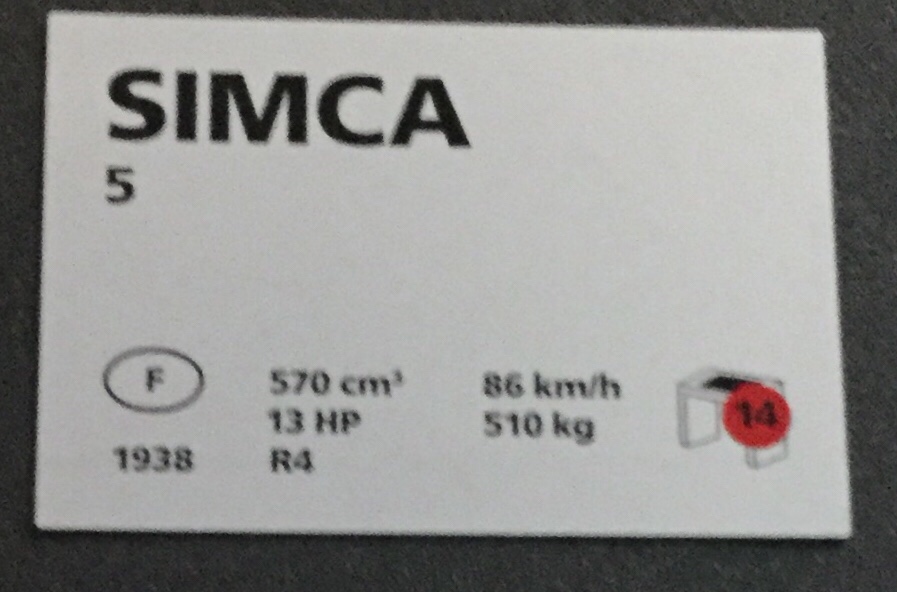 SIMCA
5
F 570 cm³ 86 km/h
13 HP 510 kg 14
1938 R4